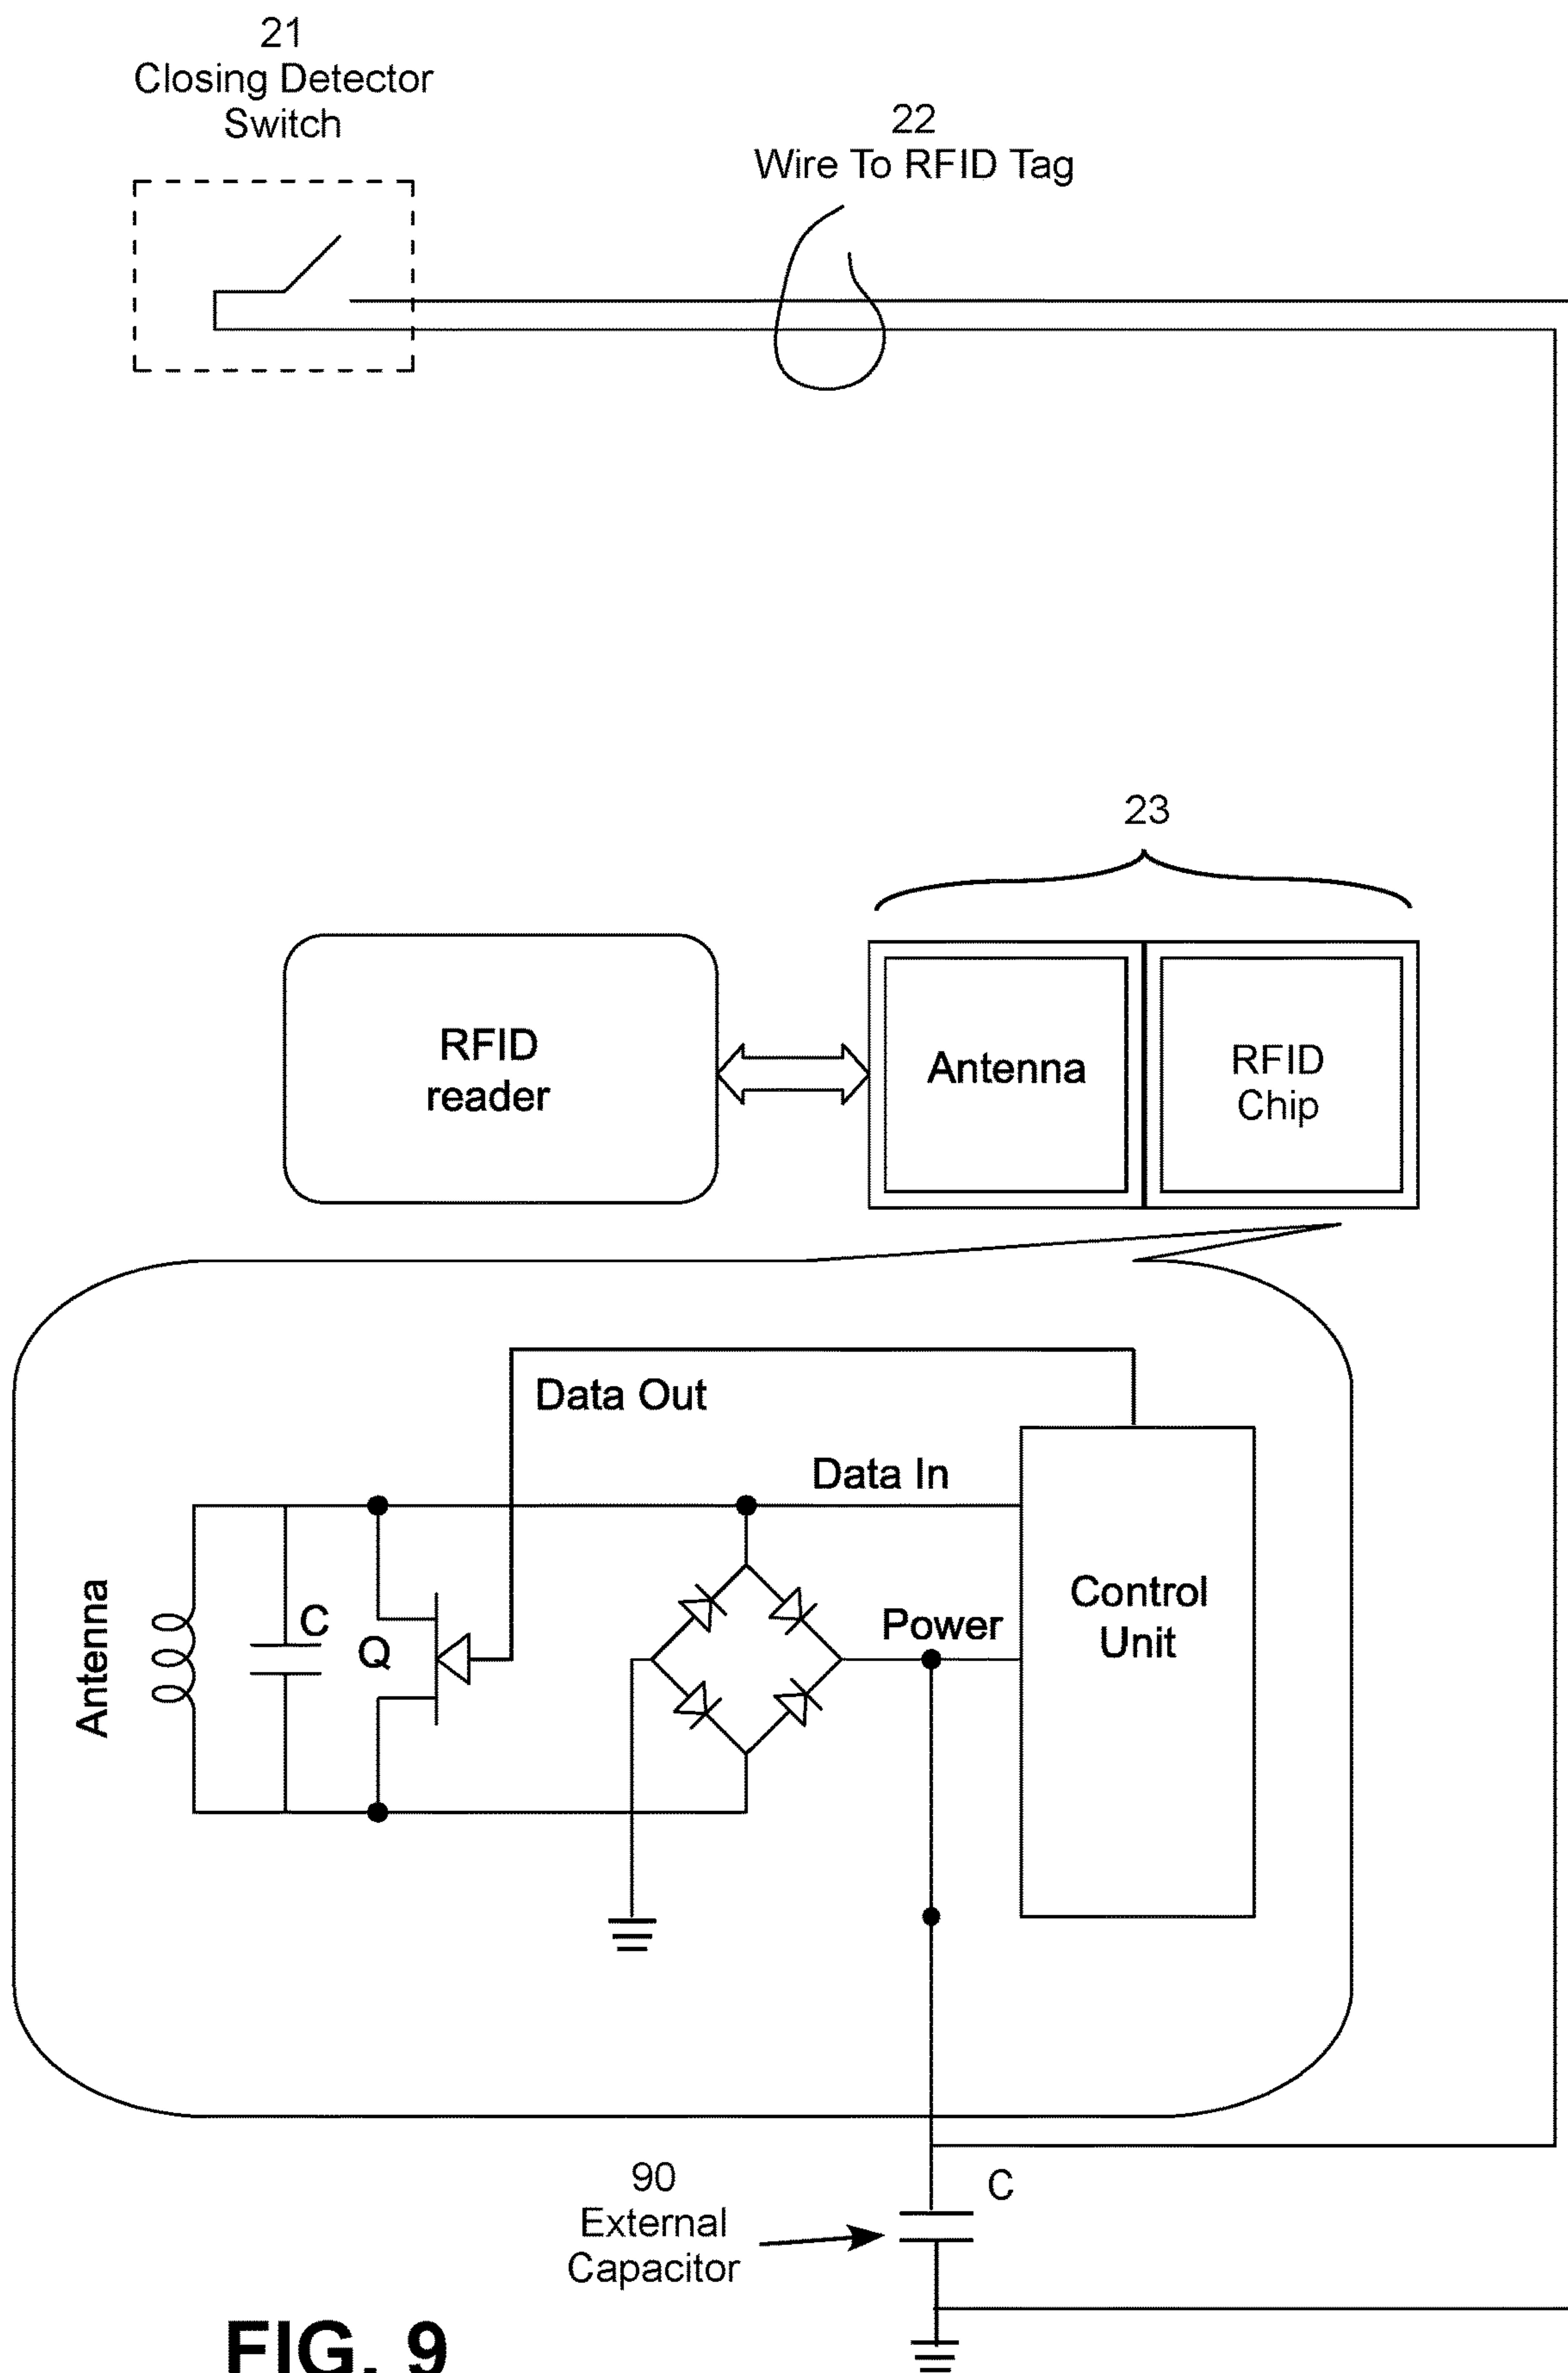 21
Closing Detector
Switch
22
Wire To RFID Tag
23
RFID
reader
Antenna
RFID
Chip
Data Out
Data In
Antenna
C
Q
Power
Control
Unit
90
External
Capacitor
C
FIG. 9